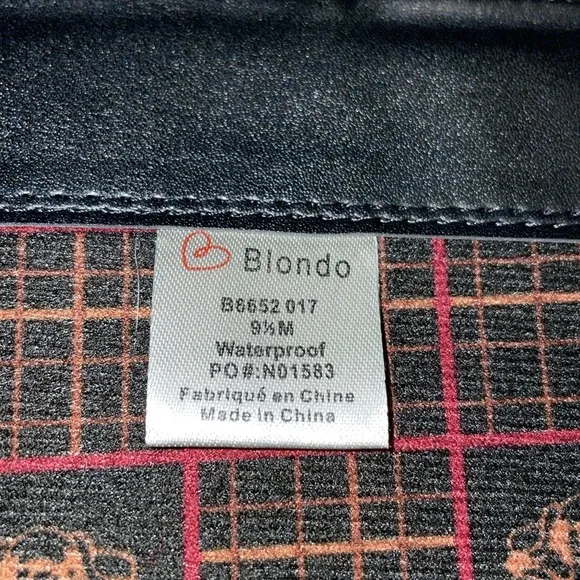 Blondo
B6652 017
9½M
Waterproof
PO#:N01583
Fabriqué en Chine
Made in China